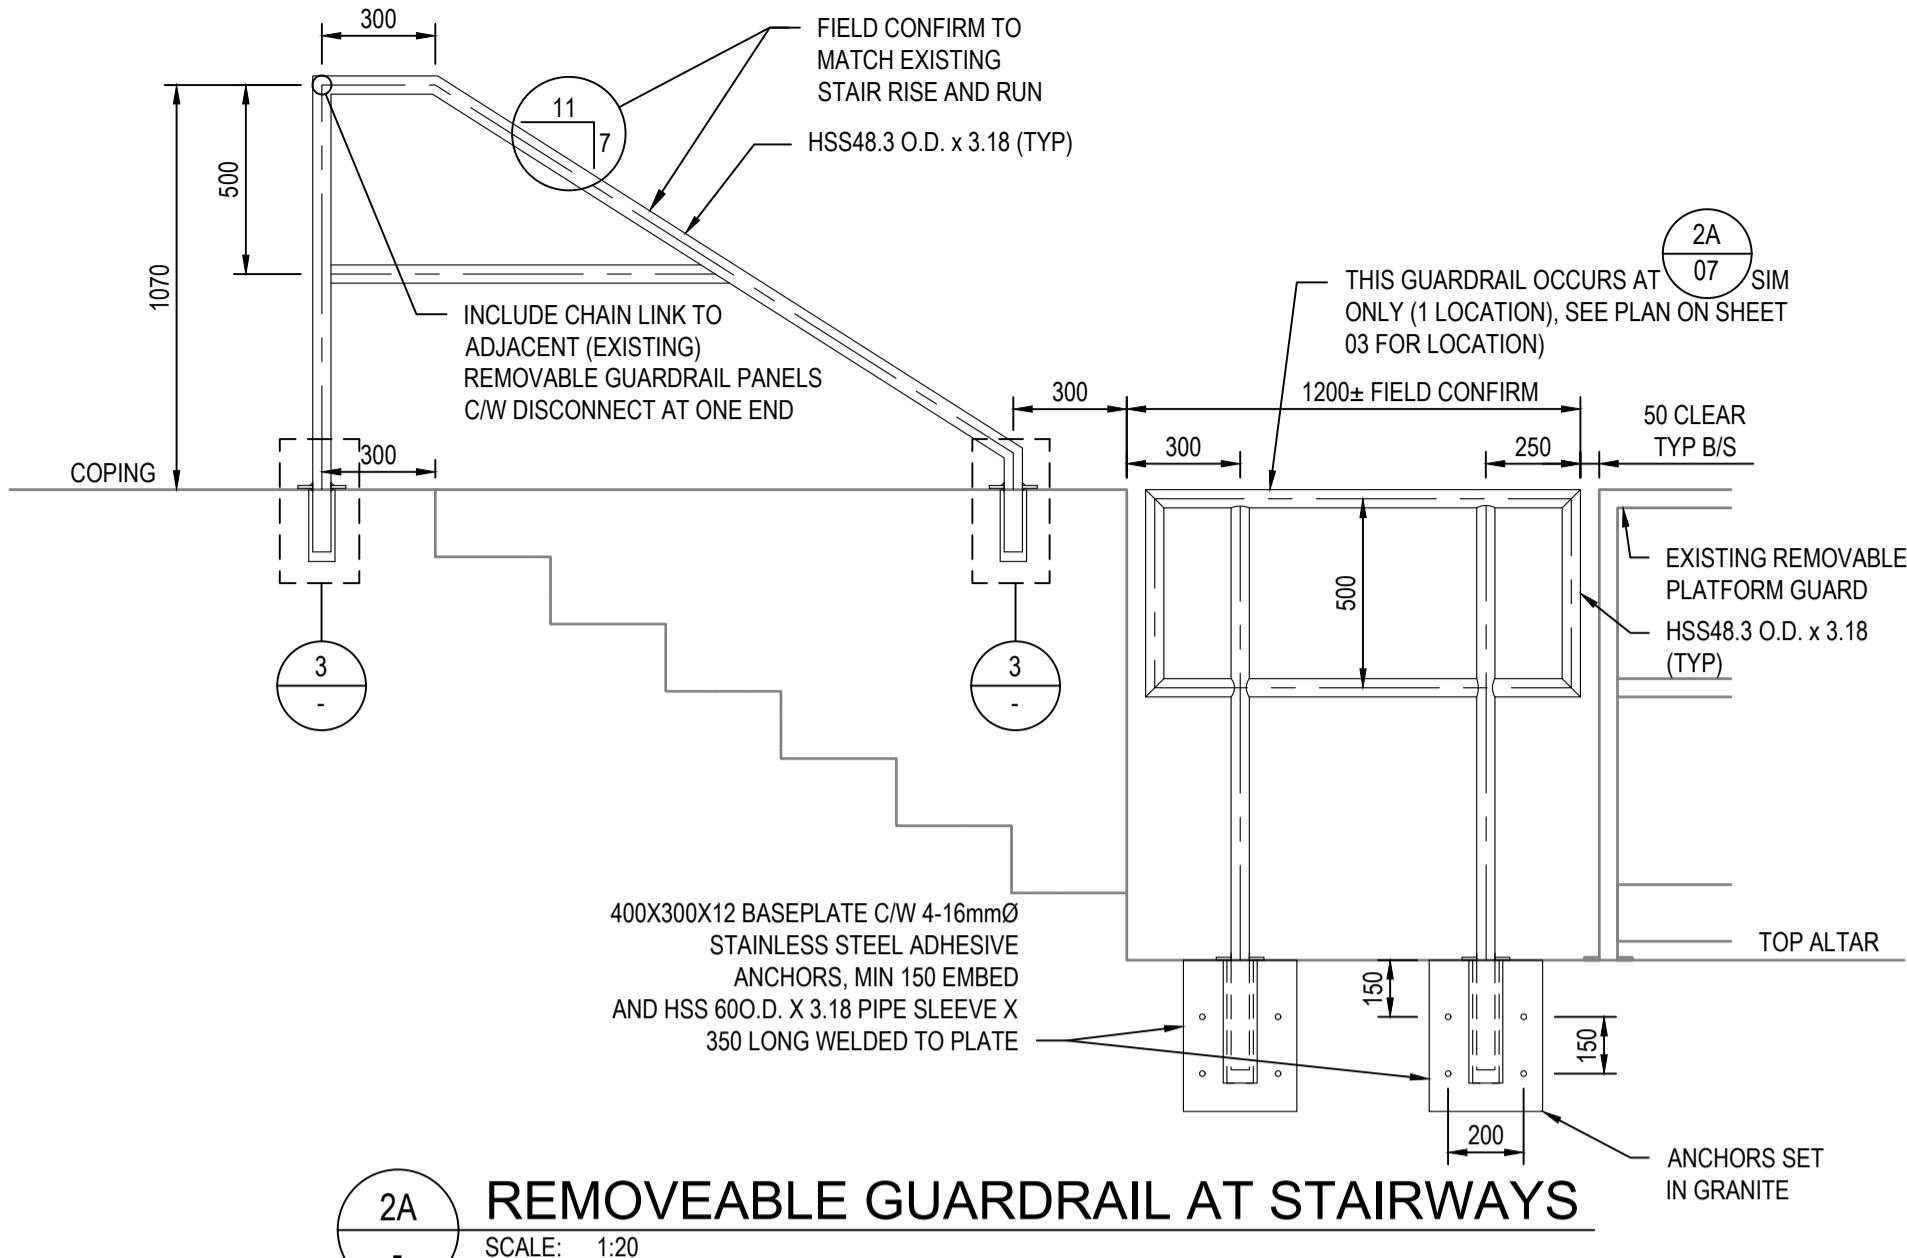 300
FIELD CONFIRM TO
MATCH EXISTING
STAIR RISE AND RUN
11
7
HSS48.3 O.D. x 3.18 (TYP)
500
1070
INCLUDE CHAIN LINK TO
ADJACENT (EXISTING)
REMOVABLE GUARDRAIL PANELS
C/W DISCONNECT AT ONE END
2A
07
THIS GUARDRAIL OCCURS AT SIM
ONLY (1 LOCATION), SEE PLAN ON SHEET
03 FOR LOCATION)
300
1200± FIELD CONFIRM
50 CLEAR
TYP B/S
300
250
COPING
300
3
-
3
-
500
EXISTING REMOVABLE
PLATFORM GUARD
HSS48.3 O.D. x 3.18
(TYP)
400X300X12 BASEPLATE C/W 4-16mmØ
STAINLESS STEEL ADHESIVE
ANCHORS, MIN 150 EMBED
AND HSS 60O.D. X 3.18 PIPE SLEEVE X
350 LONG WELDED TO PLATE
TOP ALTAR
150
150
200
ANCHORS SET
IN GRANITE
2A
-
REMOVEABLE GUARDRAIL AT STAIRWAYS
SCALE: 1:20